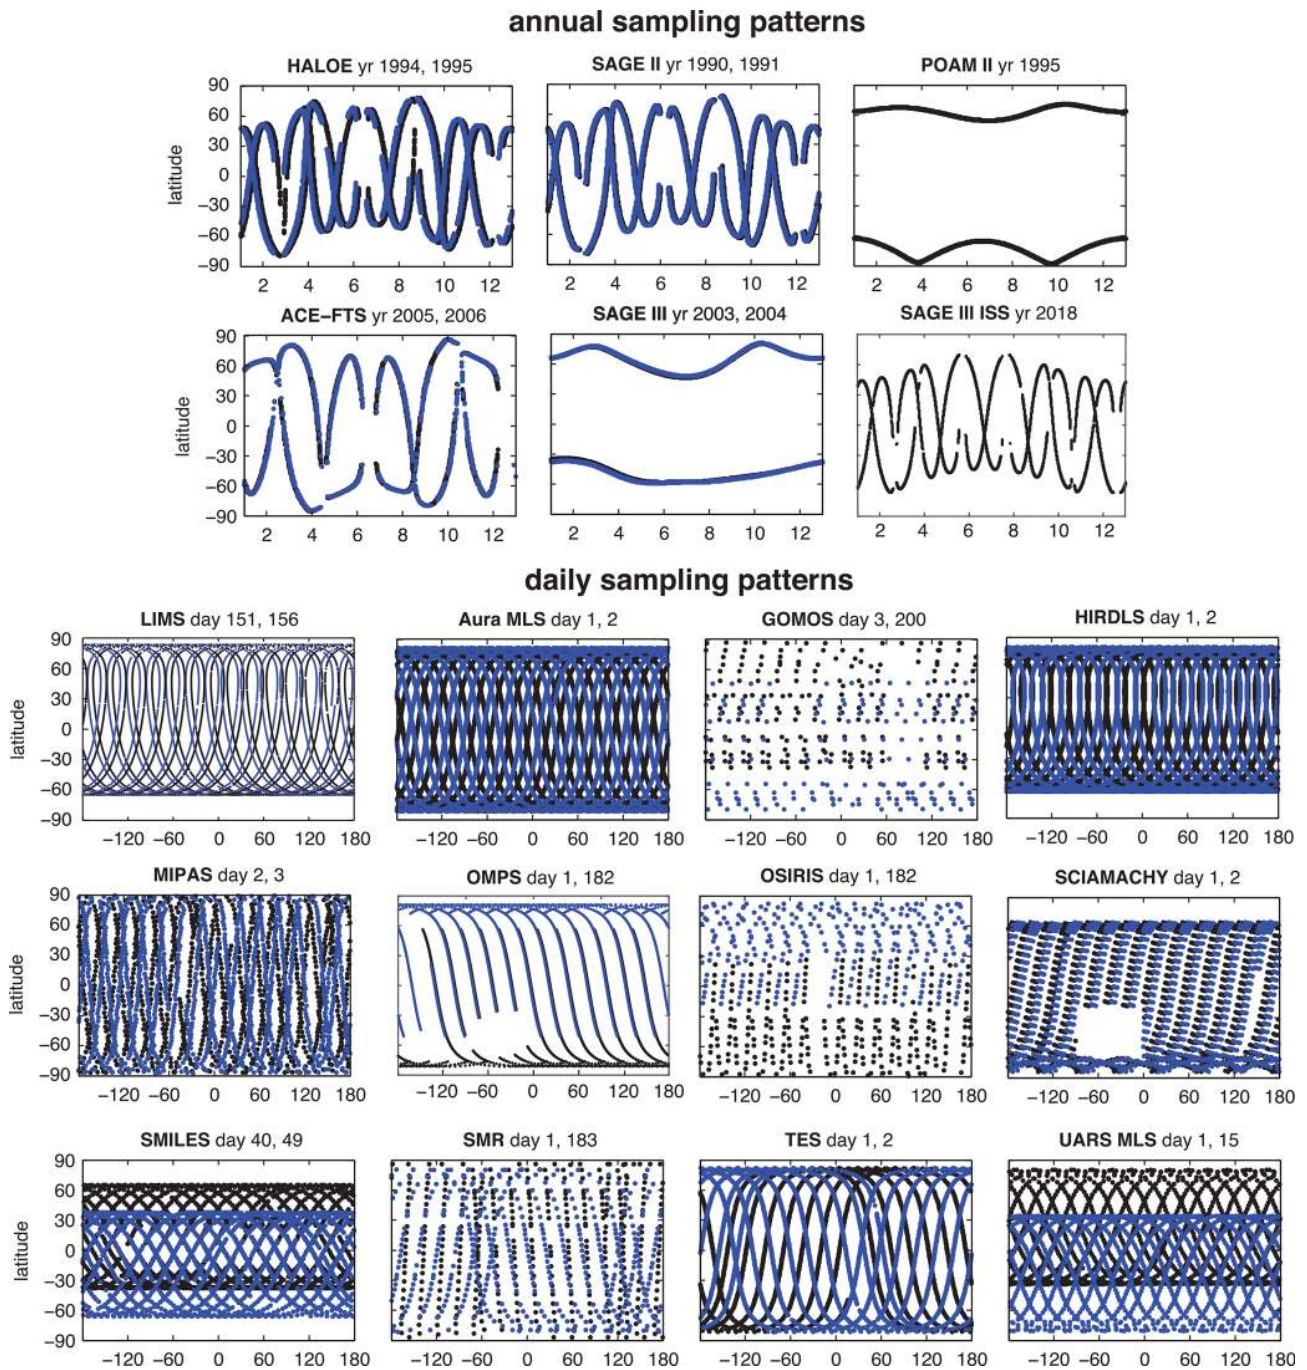 annual sampling patterns
HALOE yr 1994, 1995
SAGE II yr 1990, 1991
POAM II yr 1995
90
60
30
0
−30
−60
−90
latitude
2 4 6 8 10 12
2 4 6 8 10 12
2 4 6 8 10 12
ACE−FTS yr 2005, 2006
SAGE III yr 2003, 2004
SAGE III ISS yr 2018
90
60
30
0
−30
−60
−90
latitude
2 4 6 8 10 12
2 4 6 8 10 12
2 4 6 8 10 12
daily sampling patterns
LIMS day 151, 156
Aura MLS day 1, 2
GOMOS day 3, 200
HIRDLS day 1, 2
90
60
30
0
−30
−60
−90
latitude
−120 −60 0 60 120 180
−120 −60 0 60 120 180
−120 −60 0 60 120 180
−120 −60 0 60 120 180
MIPAS day 2, 3
OMPS day 1, 182
OSIRIS day 1, 182
SCIAMACHY day 1, 2
90
60
30
0
−30
−60
−90
latitude
−120 −60 0 60 120 180
−120 −60 0 60 120 180
−120 −60 0 60 120 180
−120 −60 0 60 120 180
SMILES day 40, 49
SMR day 1, 183
TES day 1, 2
UARS MLS day 1, 15
90
60
30
0
−30
−60
−90
latitude
−120 −60 0 60 120 180
−120 −60 0 60 120 180
−120 −60 0 60 120 180
−120 −60 0 60 120 180